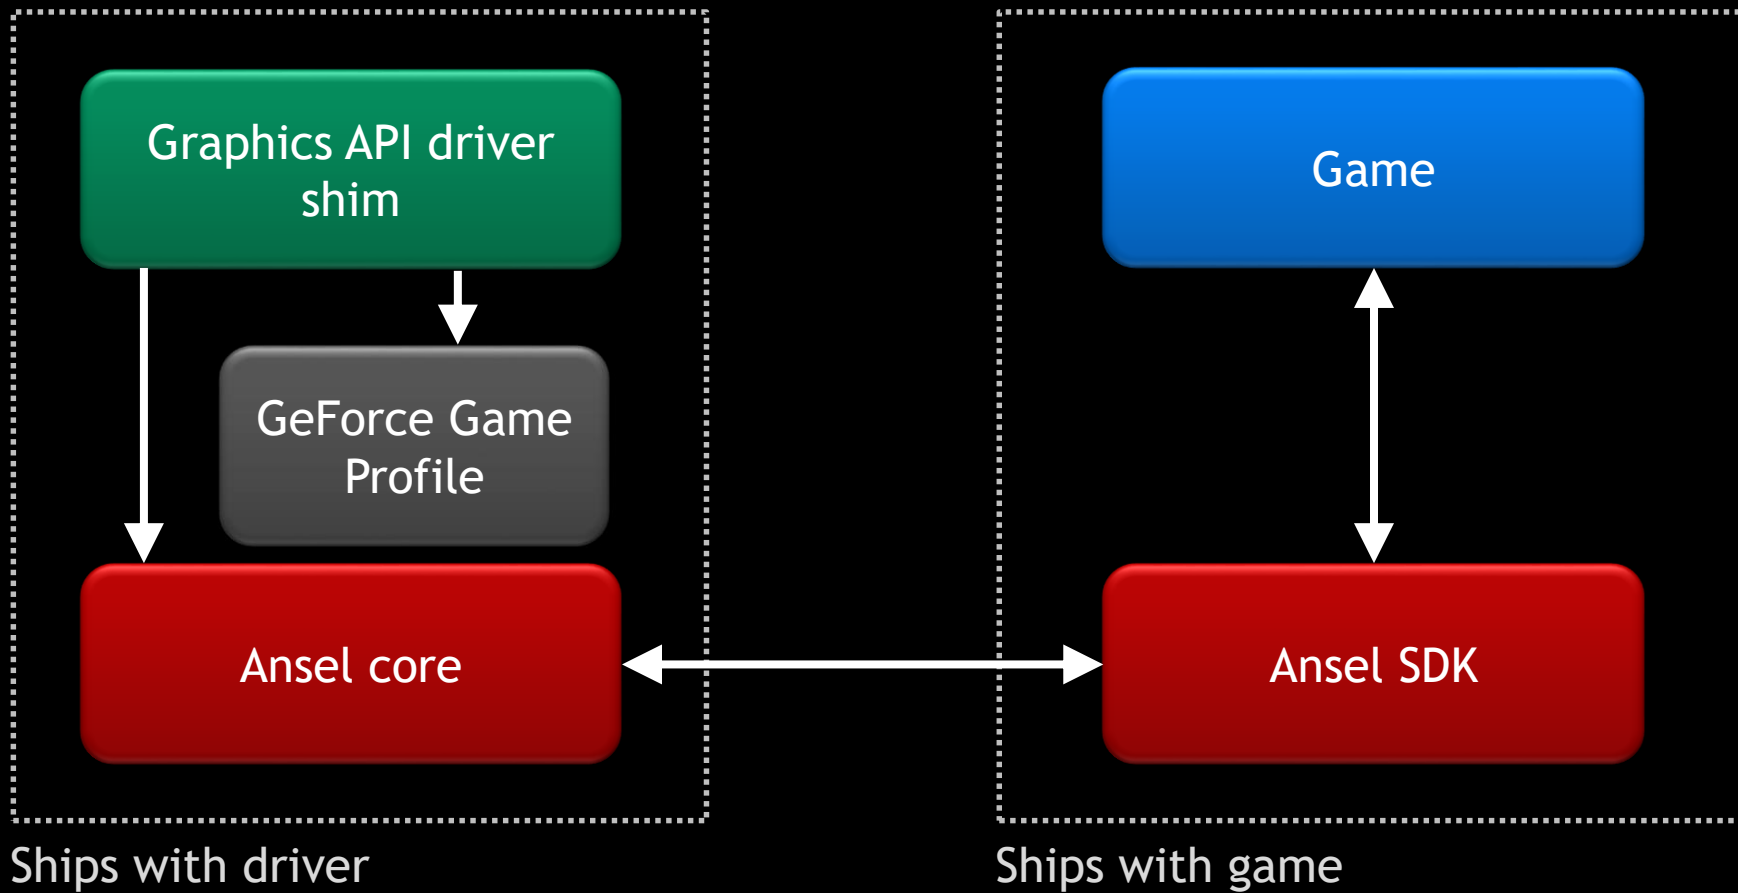 Graphics API driver
shim
GeForce Game
Profile
Ansel core
Ships with driver
Game
Ansel SDK
Ships with game